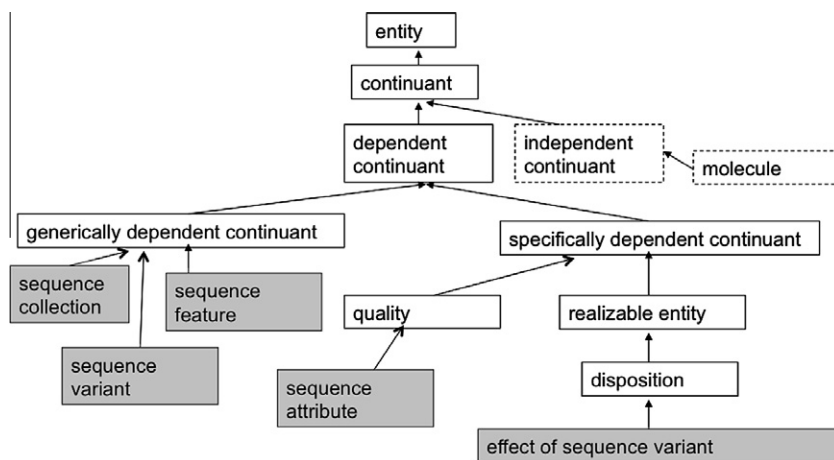 entity
continuant
dependent
continuant
independent
continuant
molecule
generically dependent continuant
specifically dependent continuant
sequence
collection
sequence
feature
quality
realizable entity
sequence
variant
sequence
attribute
disposition
effect of sequence variant